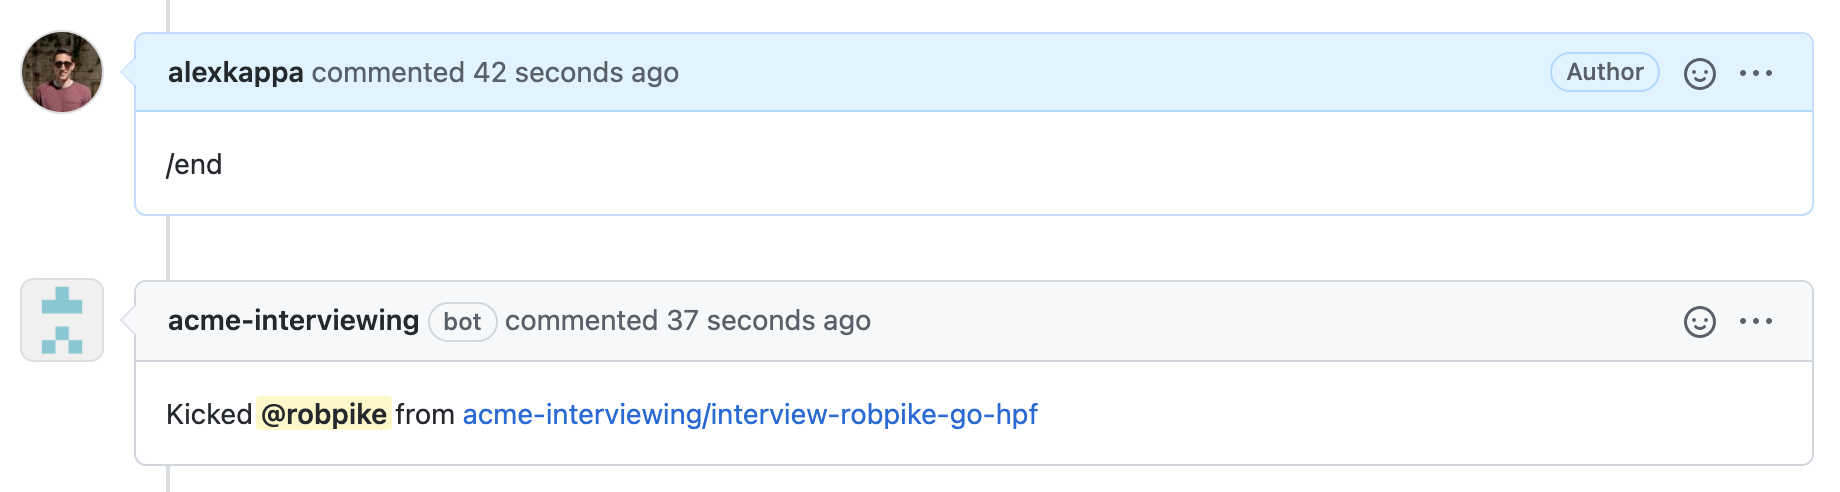 alexkappa commented 42 seconds ago Author
/end
acme-interviewing bot commented 37 seconds ago
Kicked @robpike from acme-interviewing/interview-robpike-go-hpf